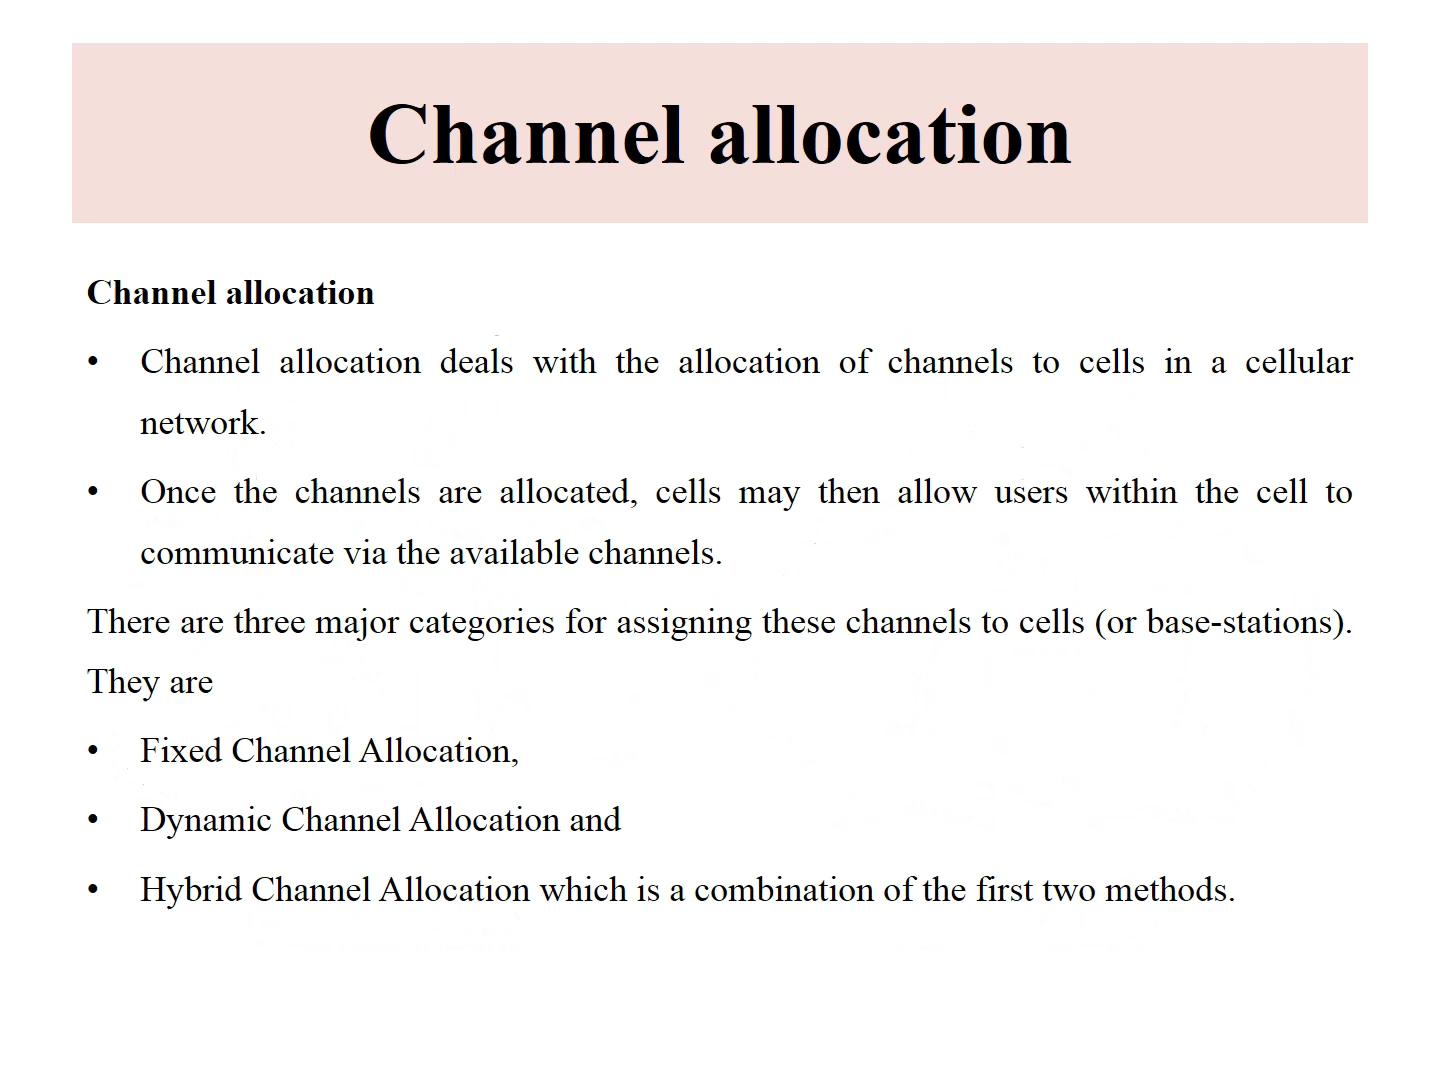 Channel allocation
Channel allocation
• Channel allocation deals with the allocation of channels to cells in a cellular
network.
• Once the channels are allocated, cells may then allow users within the cell to
communicate via the available channels.
There are three major categories for assigning these channels to cells (or base-stations).
They are
• Fixed Channel Allocation,
• Dynamic Channel Allocation and
• Hybrid Channel Allocation which is a combination of the first two methods.